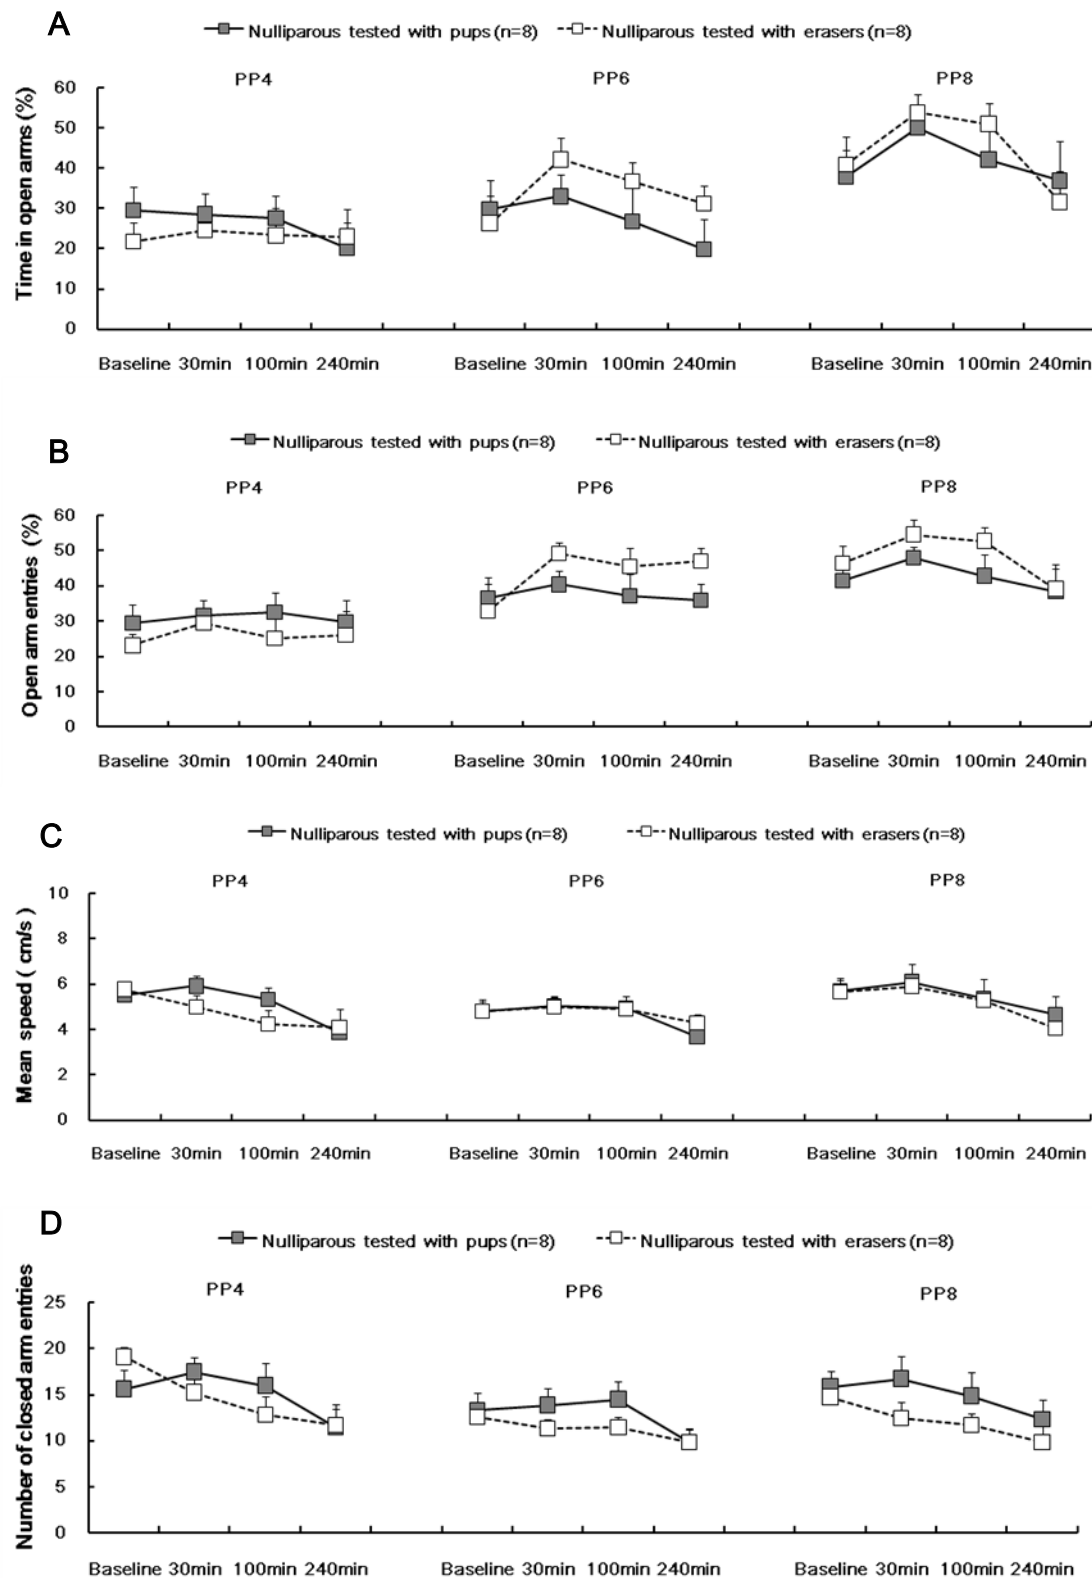 A
Nulliparous tested with pups (n=8) Nulliparous tested with erasers (n=8)
PP4 PP6 PP8
Time in open arms (%)
60
50
40
30
20
10
0
Baseline 30min 100min 240min Baseline 30min 100min 240min Baseline 30min 100min 240min
B
Nulliparous tested with pups (n=8) Nulliparous tested with erasers (n=8)
PP4 PP6 PP8
Open arm entries (%)
60
50
40
30
20
10
0
Baseline 30min 100min 240min Baseline 30min 100min 240min Baseline 30min 100min 240min
C
Nulliparous tested with pups (n=8) Nulliparous tested with erasers (n=8)
PP4 PP6 PP8
Mean speed ( cm/s )
10
8
6
4
2
0
Baseline 30min 100min 240min Baseline 30min 100min 240min Baseline 30min 100min 240min
D
Nulliparous tested with pups (n=8) Nulliparous tested with erasers (n=8)
PP4 PP6 PP8
Number of closed arm entries
25
20
15
10
5
0
Baseline 30min 100min 240min Baseline 30min 100min 240min Baseline 30min 100min 240min